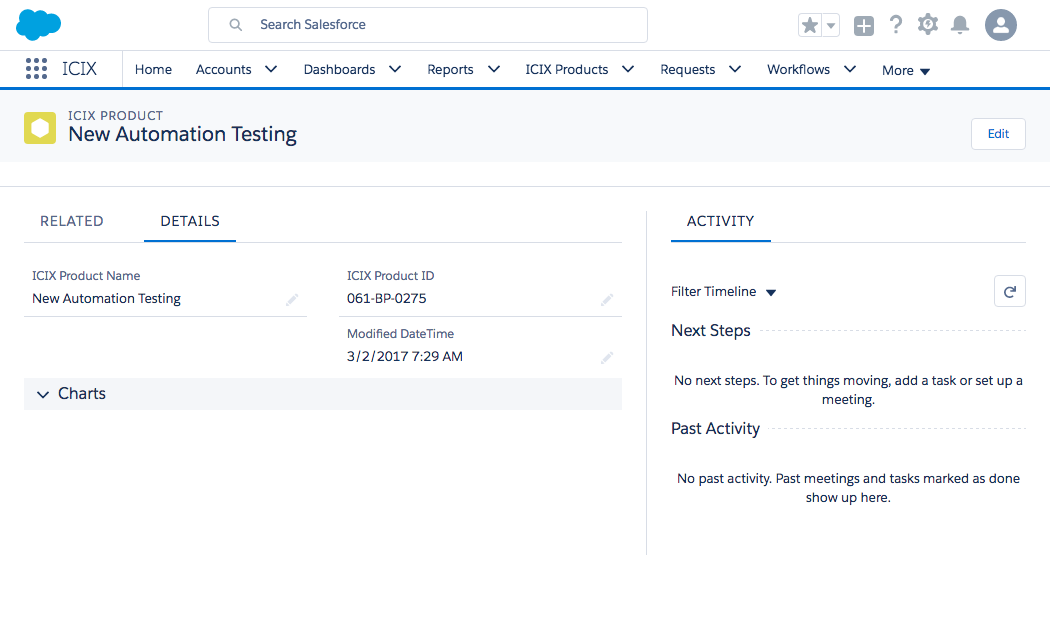 Search Salesforce
ICIX
Home Accounts Dashboards Reports ICIX Products Requests Workflows More
ICIX PRODUCT
New Automation Testing
Edit
RELATED DETAILS
ICIX Product Name
New Automation Testing
ICIX Product ID
061-BP-0275
Modified DateTime
3/2/2017 7:29 AM
Charts
ACTIVITY
Filter Timeline
Next Steps
No next steps. To get things moving, add a task or set up a
meeting.
Past Activity
No past activity. Past meetings and tasks marked as done
show up here.